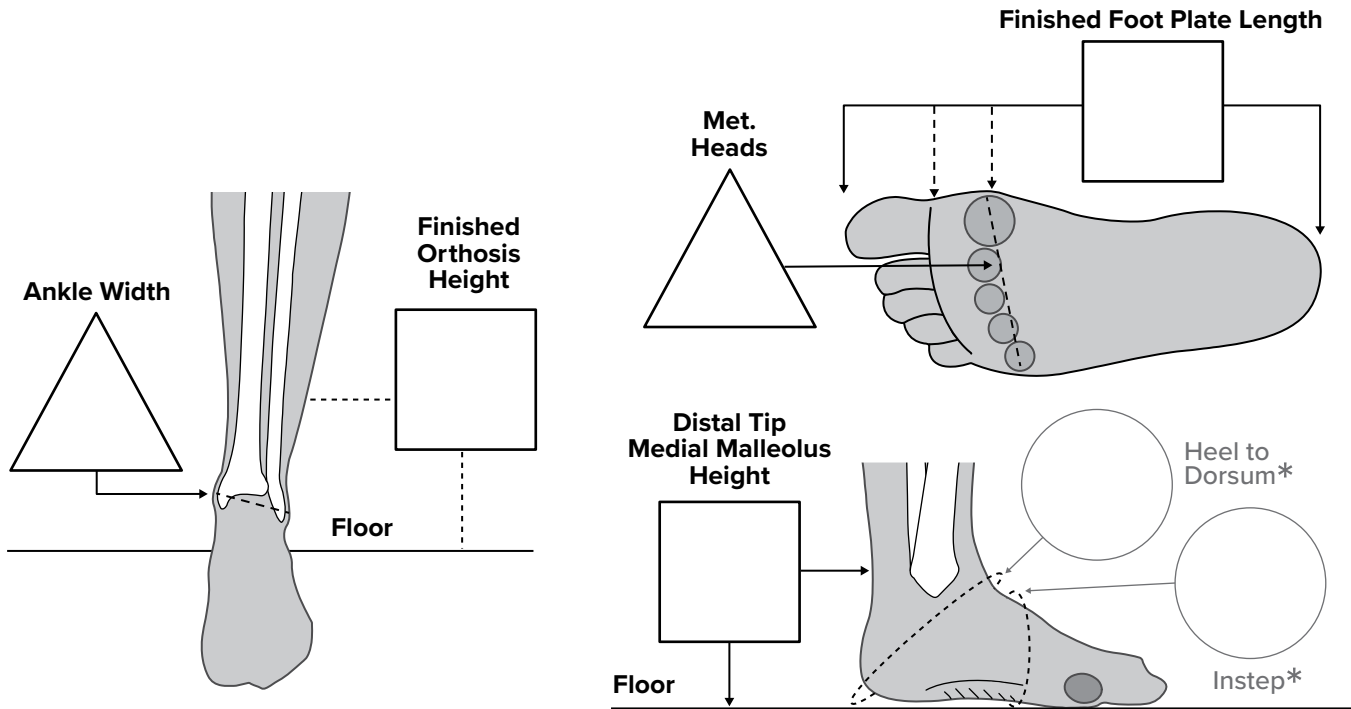 Finished Foot Plate Length
Met.
Heads
Finished
Orthosis
Height
Ankle Width
Floor
Distal Tip
Medial Malleolus
Height
Heel to
Dorsum*
Floor
Instep*